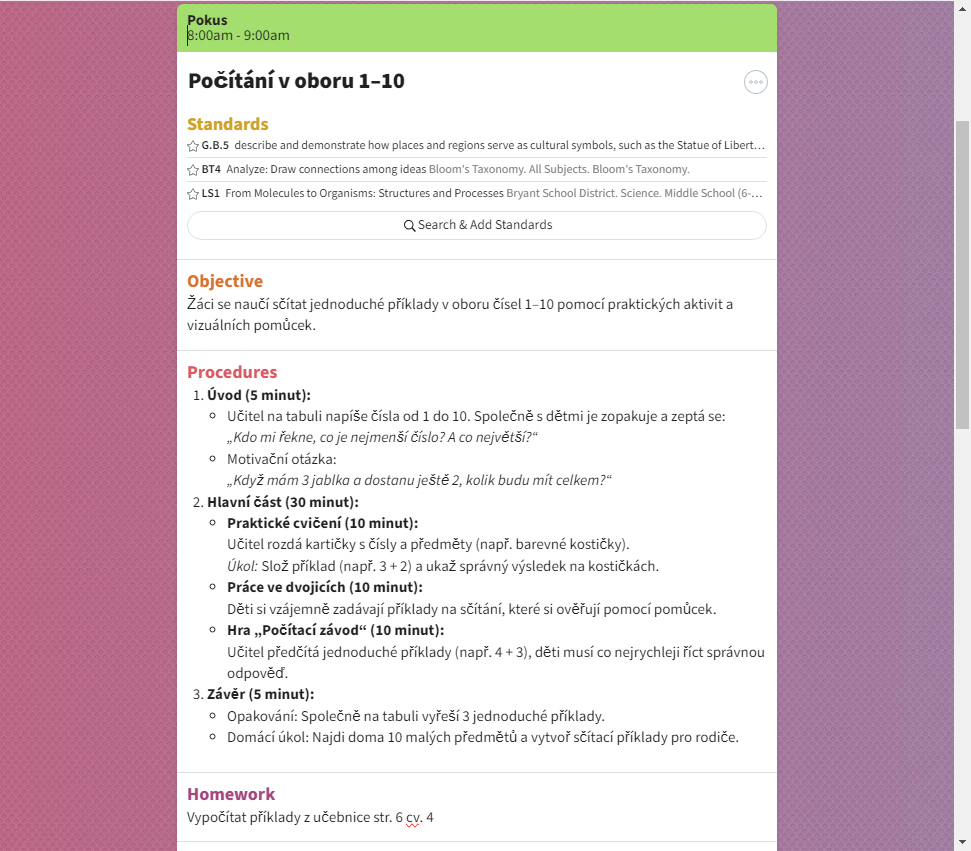 Pokus
8:00am - 9:00am
Počítání v oboru 1–10
Standards
G.B.5 describe and demonstrate how places and regions serve as cultural symbols, such as the Statue of Libert…
BT4 Analyze: Draw connections among ideas Bloom's Taxonomy. All Subjects. Bloom's Taxonomy.
LS1 From Molecules to Organisms: Structures and Processes Bryant School District. Science. Middle School (6-…
Search & Add Standards
Objective
Žáci se naučí sčítat jednoduché příklady v oboru čísel 1–10 pomocí praktických aktivit a
vizuálních pomůcek.
Procedures
1. Úvod (5 minut):
Učitel na tabuli napíše čísla od 1 do 10. Společně s dětmi je zopakuje a zeptá se:
„Kdo mi řekne, co je nejmenší číslo? A co největší?“
Motivační otázka:
„Když mám 3 jablka a dostanu ještě 2, kolik budu mít celkem?“
2. Hlavní část (30 minut):
Praktické cvičení (10 minut):
Učitel rozdá kartičky s čísly a předměty (např. barevné kostičky).
Úkol: Slož příklad (např. 3 + 2) a ukaž správný výsledek na kostičkách.
Práce ve dvojicích (10 minut):
Děti si vzájemně zadávají příklady na sčítání, které si ověřují pomocí pomůcek.
Hra „Počítací závod“ (10 minut):
Učitel předčítá jednoduché příklady (např. 4 + 3), děti musí co nejrychleji říct správnou
odpověď.
3. Závěr (5 minut):
Opakování: Společně na tabuli vyřeší 3 jednoduché příklady.
Domácí úkol: Najdi doma 10 malých předmětů a vytvoř sčítací příklady pro rodiče.
Homework
Vypočítat příklady z učebnice str. 6 cv. 4